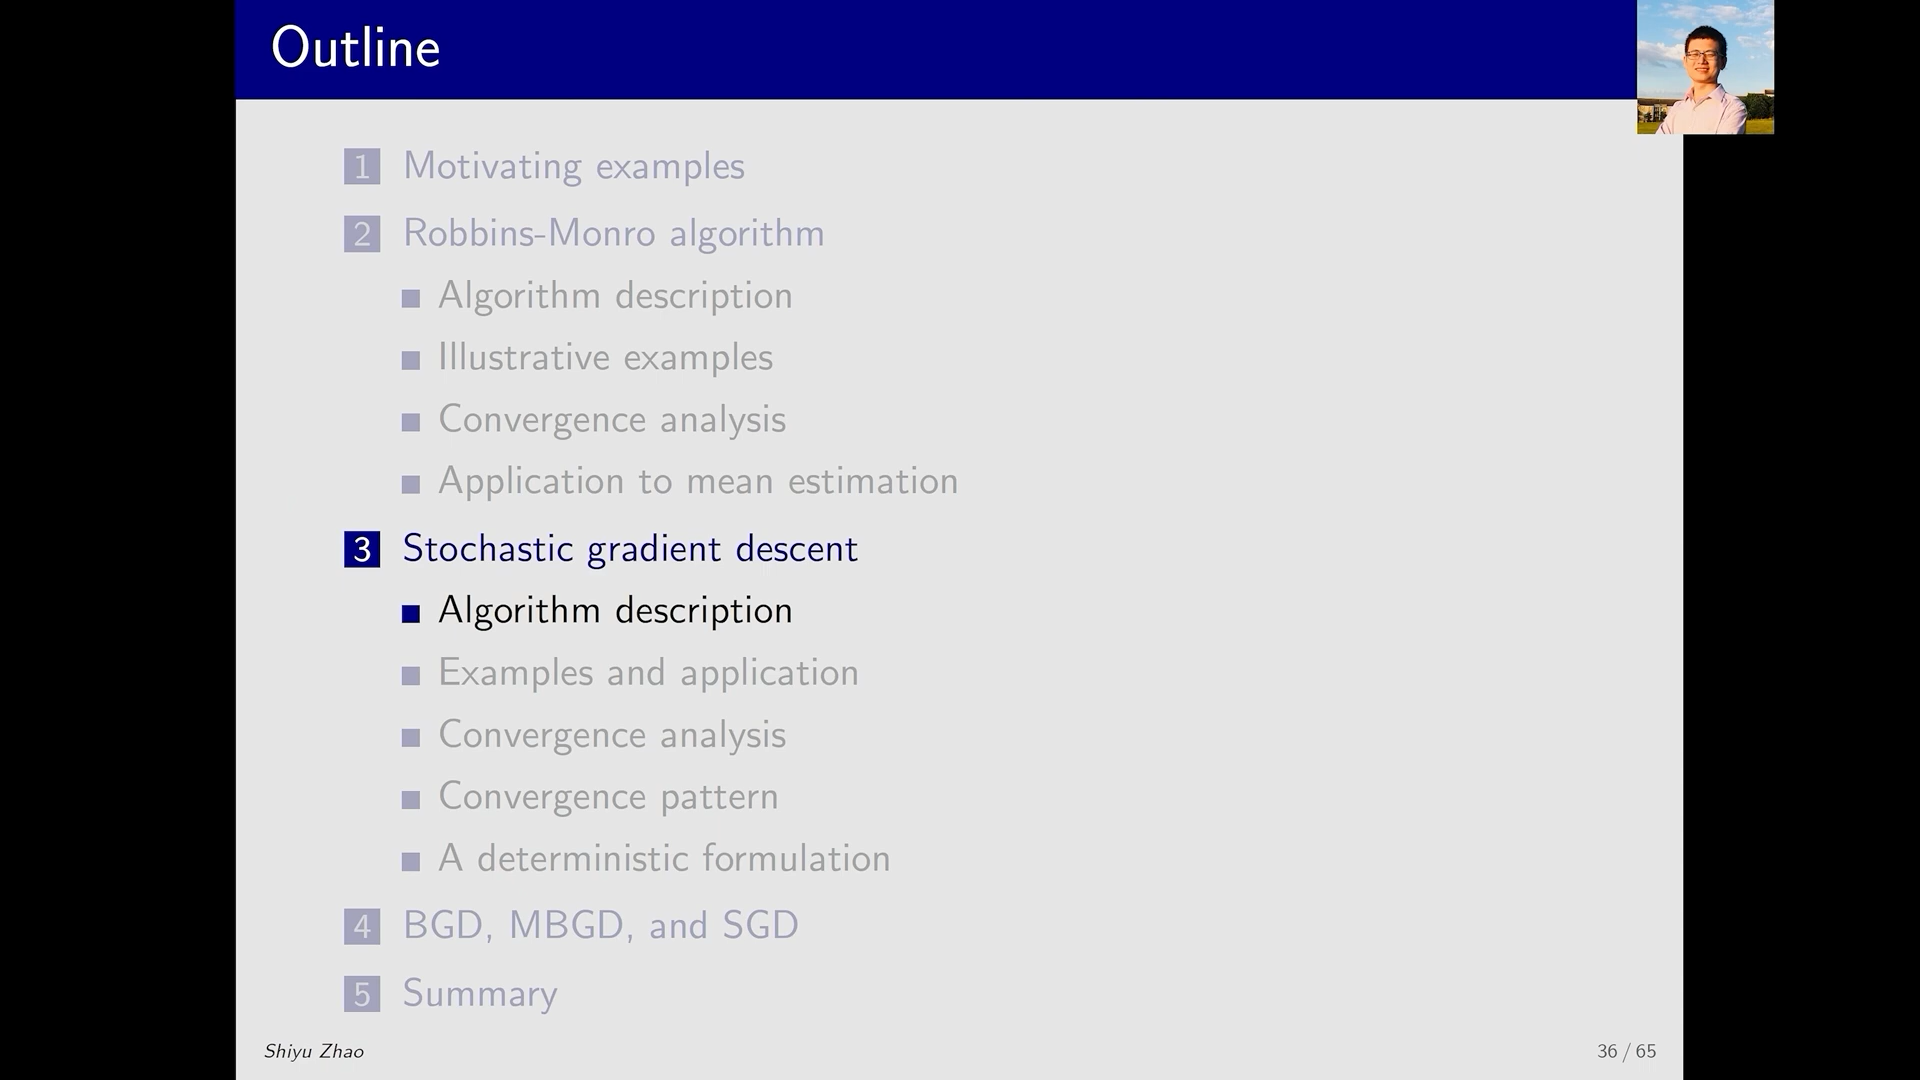 Outline
1 Motivating examples
2 Robbins-Monro algorithm
Algorithm description
Illustrative examples
Convergence analysis
Application to mean estimation
3 Stochastic gradient descent
Algorithm description
Examples and application
Convergence analysis
Convergence pattern
A deterministic formulation
4 BGD, MBGD, and SGD
5 Summary
Shiyu Zhao
36 / 65